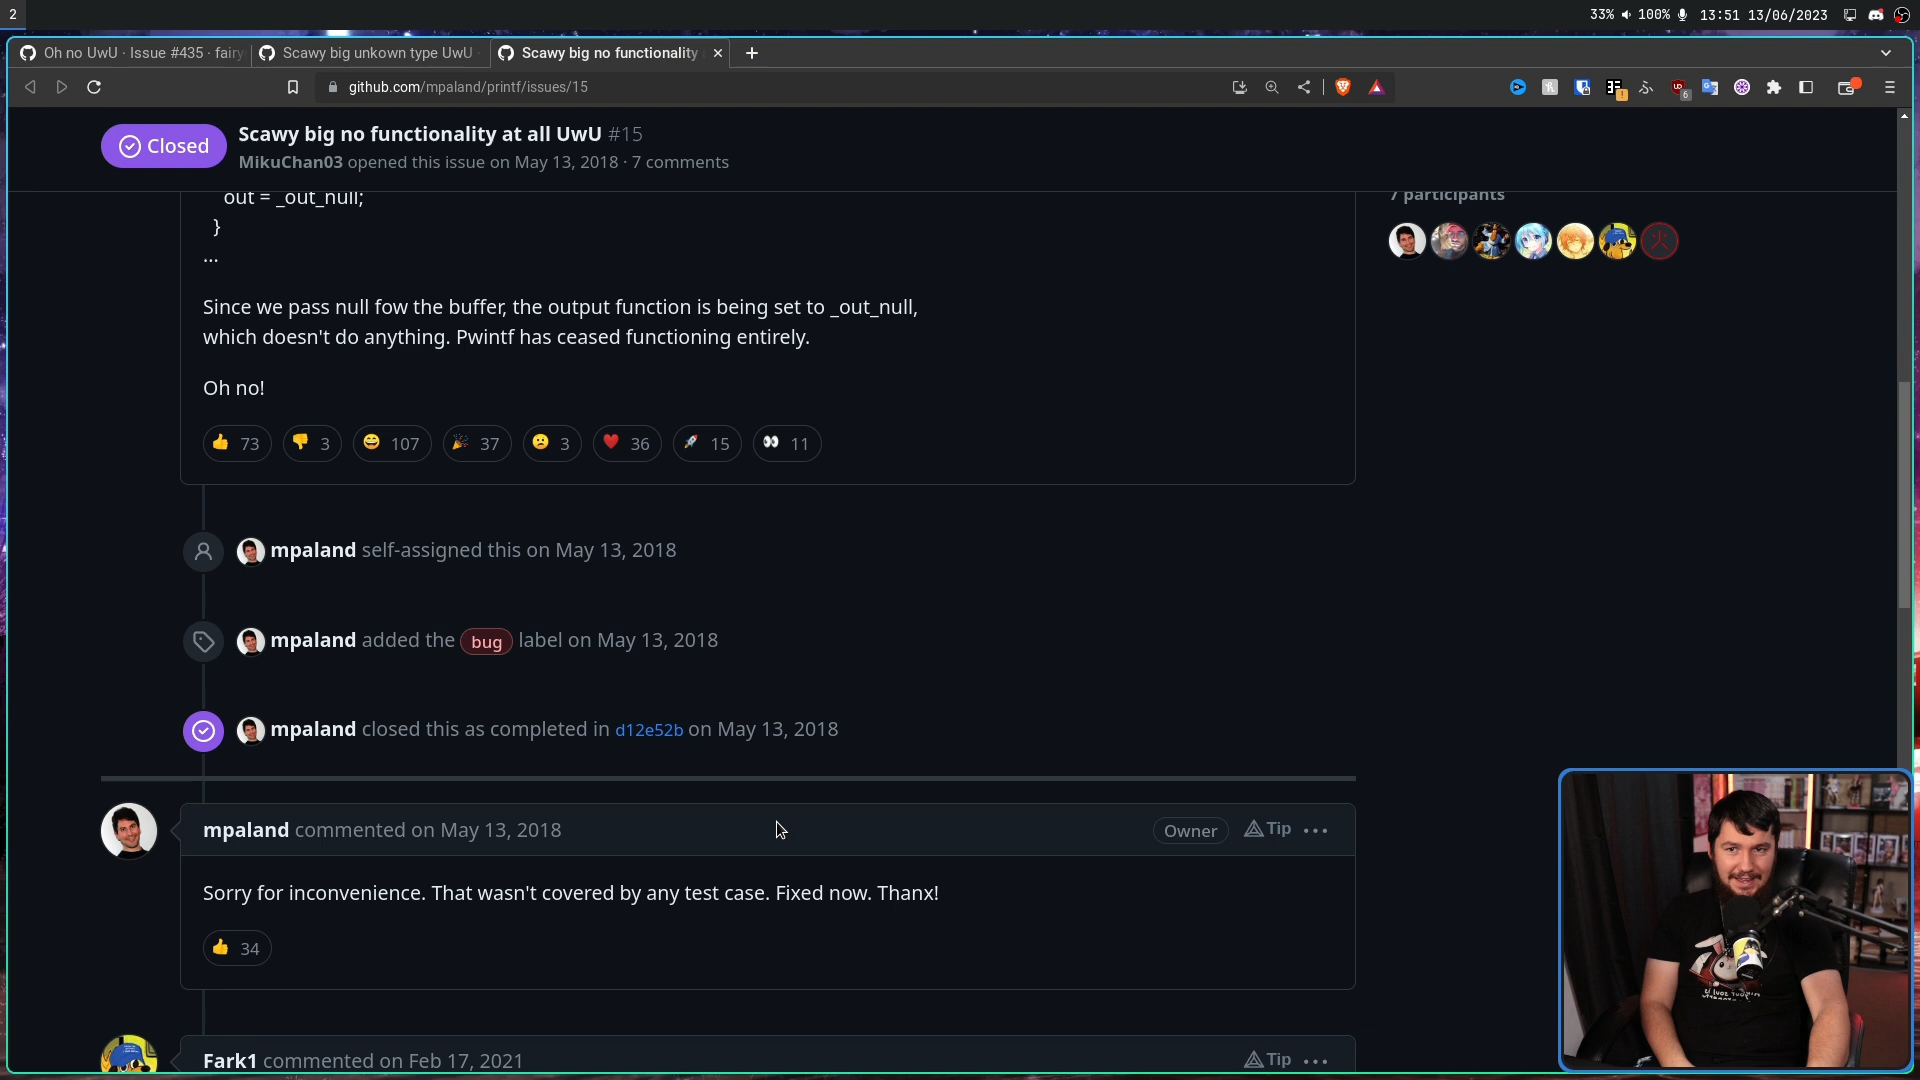 2
33% 100% 13:51 13/06/2023
Oh no UwU · Issue #435 · fairy
Scawy big unkown type UwU
Scawy big no functionality
github.com/mpaland/printf/issues/15
6
Closed
Scawy big no functionality at all UwU #15
MikuChan03 opened this issue on May 13, 2018 · 7 comments
out = _out_null;
}
...
7 participants
Since we pass null fow the buffer, the output function is being set to _out_null,
which doesn't do anything. Pwintf has ceased functioning entirely.
Oh no!
👍 73 👎 3 😄 107 🎉 37 😕 3 ❤️ 36 🚀 15 👀 11
mpaland self-assigned this on May 13, 2018
mpaland added the bug label on May 13, 2018
mpaland closed this as completed in d12e52b on May 13, 2018
mpaland commented on May 13, 2018 Owner Tip ...
Sorry for inconvenience. That wasn't covered by any test case. Fixed now. Thanx!
👍 34
Fark1 commented on Feb 17, 2021 Tip ...